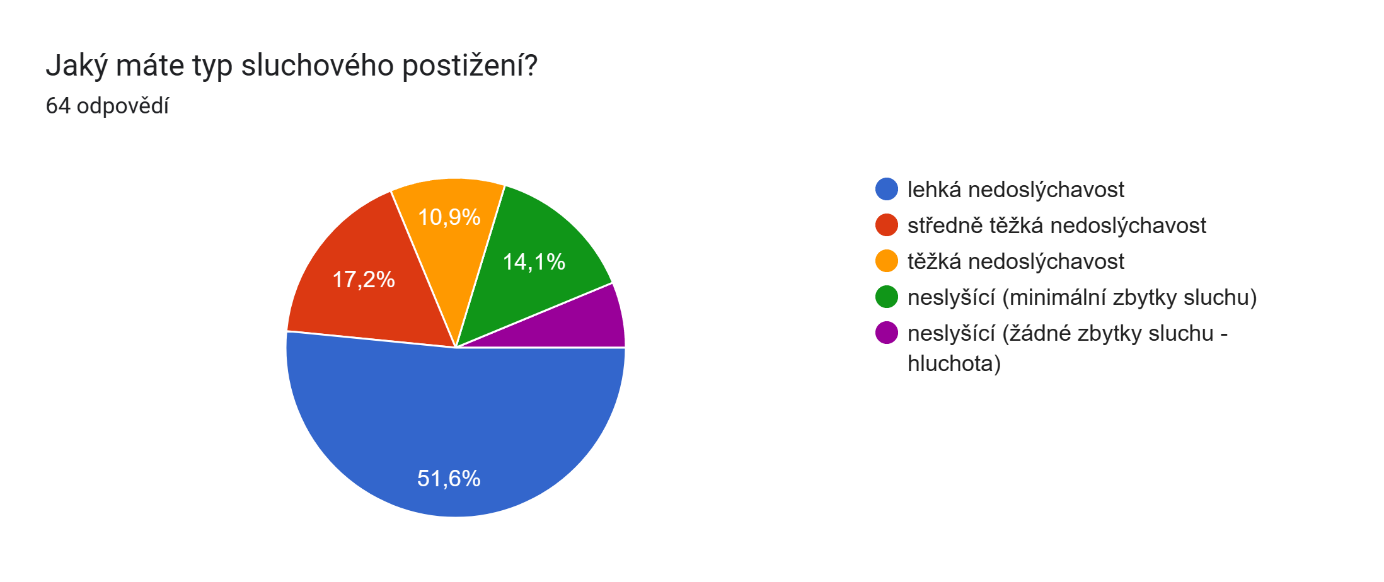 Jaký máte typ sluchového postižení?
64 odpovědí
10,9%
14,1%
17,2%
51,6%
lehká nedoslýchavost
středně těžká nedoslýchavost
těžká nedoslýchavost
neslyšící (minimální zbytky sluchu)
neslyšící (žádné zbytky sluchu -
hluchota)